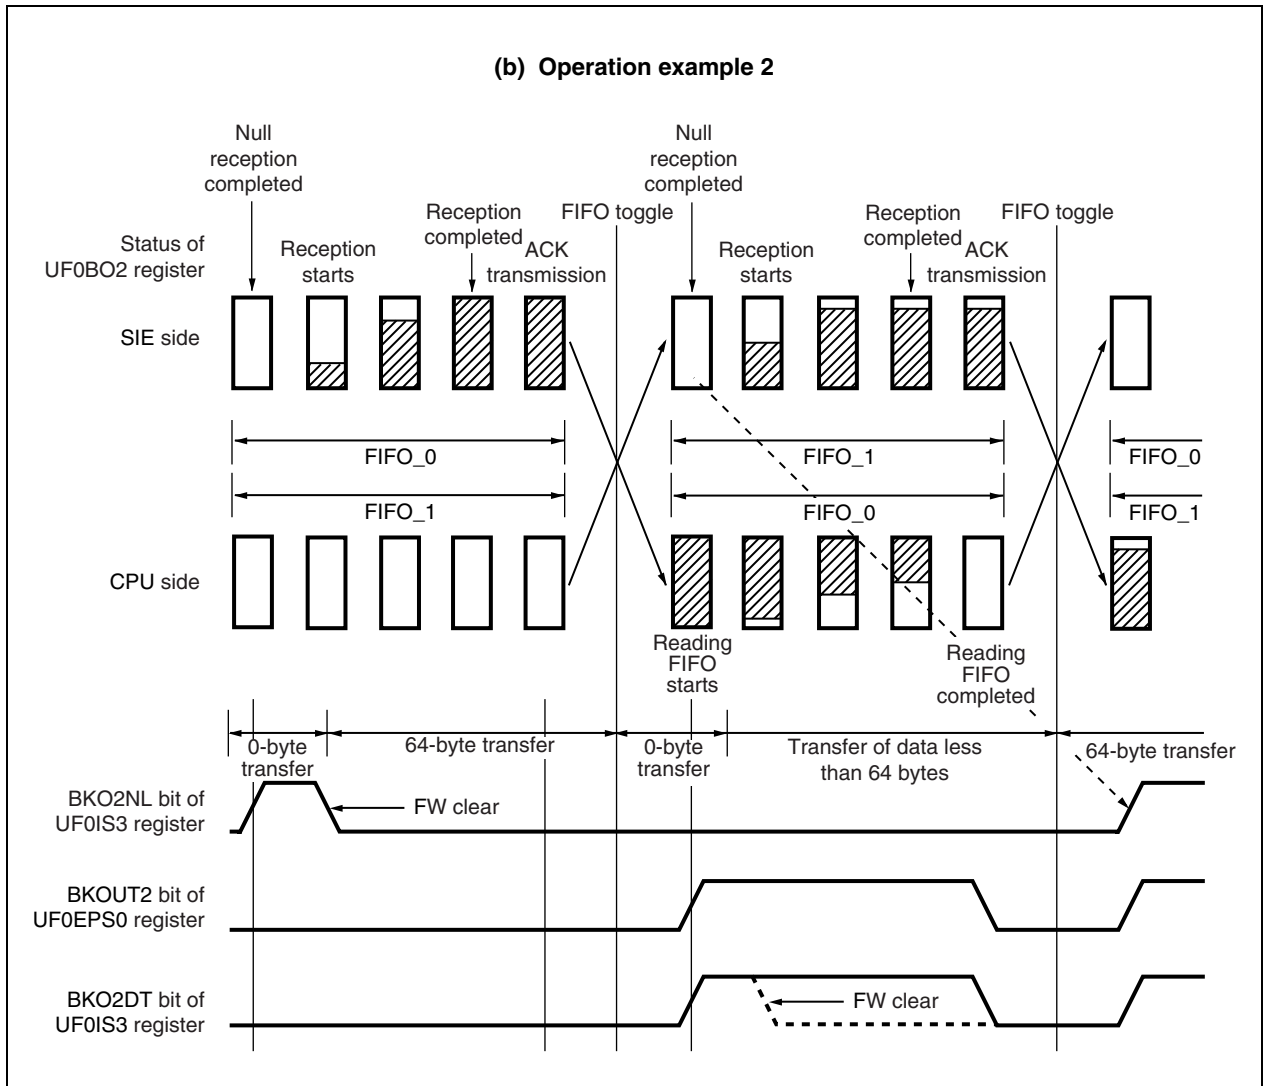 (b) Operation example 2
Null
reception
completed
Null
reception
completed
Reception
completed
FIFO toggle
Reception
completed
FIFO toggle
Status of
UF0BO2 register
Reception
starts
ACK
transmission
Reception
starts
ACK
transmission
SIE side
FIFO_0
FIFO_1
FIFO_0
FIFO_1
FIFO_0
FIFO_1
CPU side
Reading
FIFO
starts
Reading
FIFO
completed
0-byte
transfer
64-byte transfer
0-byte
transfer
Transfer of data less
than 64 bytes
64-byte transfer
BKO2NL bit of
UF0IS3 register
FW clear
BKOUT2 bit of
UF0EPS0 register
BKO2DT bit of
UF0IS3 register
FW clear